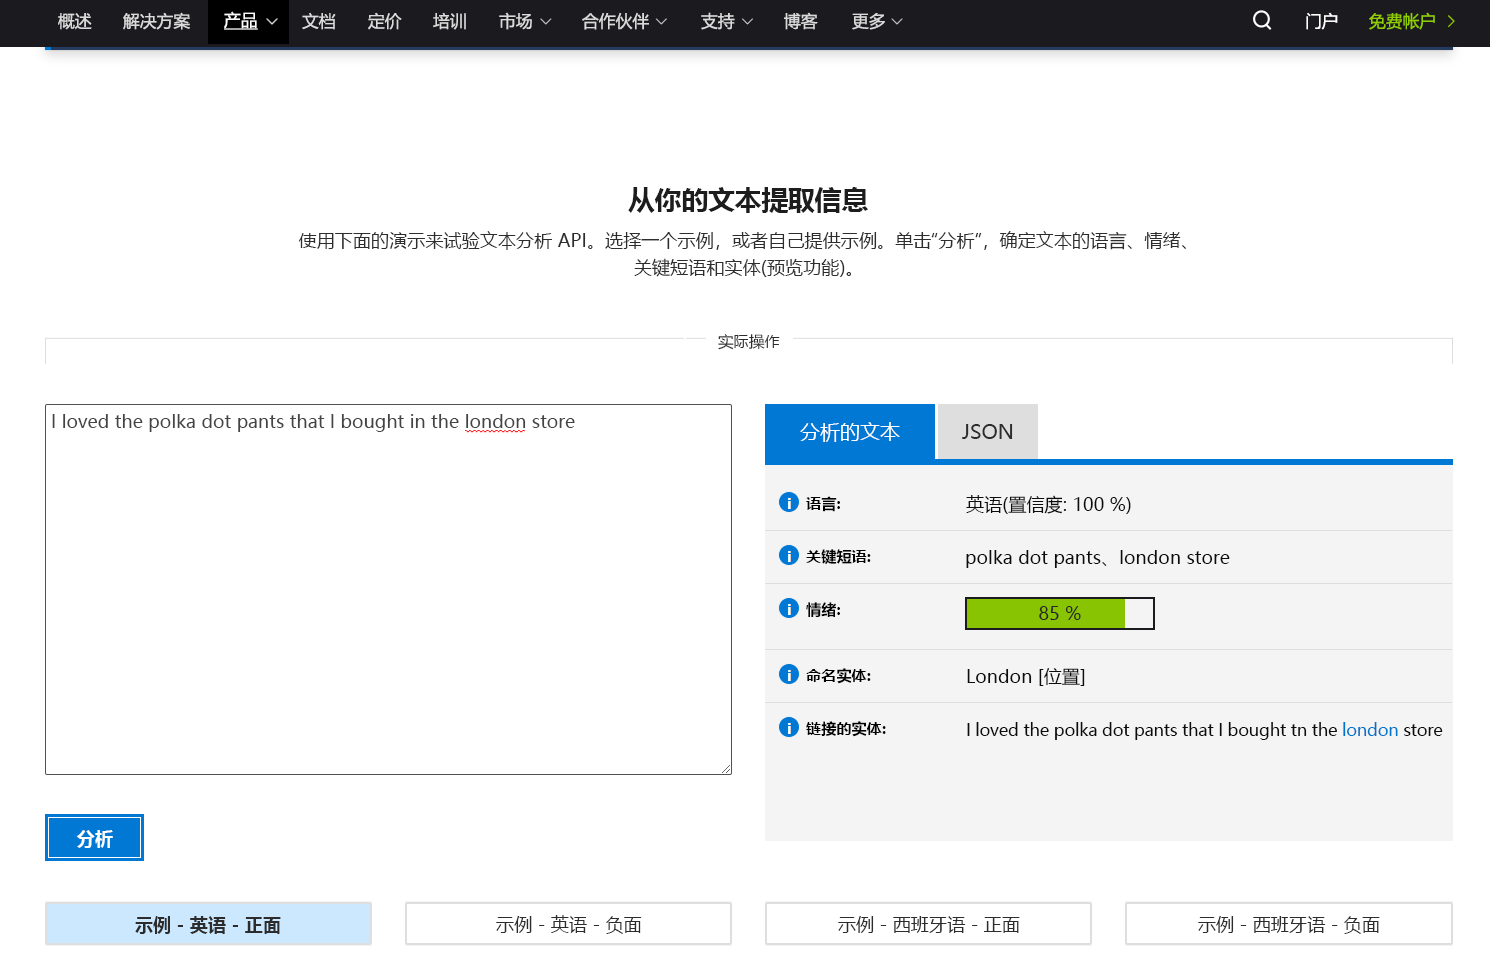 概述 解决方案 产品 文档 定价 培训 市场 合作伙伴 支持 博客 更多 门户 免费帐户
从你的文本提取信息
使用下面的演示来试验文本分析 API。选择一个示例，或者自己提供示例。单击“分析”，确定文本的语言、情绪、
关键短语和实体(预览功能)。
实际操作
I loved the polka dot pants that I bought in the london store
分析的文本 JSON
语言: 英语(置信度: 100 %)
关键短语: polka dot pants、london store
情绪: 85 %
命名实体: London [位置]
链接的实体: I loved the polka dot pants that I bought tn the london store
分析
示例 - 英语 - 正面 示例 - 英语 - 负面 示例 - 西班牙语 - 正面 示例 - 西班牙语 - 负面